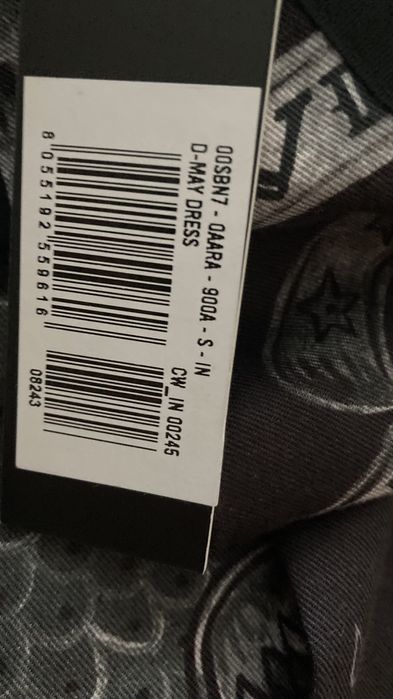 00SBN7 - 0AARA - 900A - S - IN
D-MAY DRESS
8 055192 559616
CW_IN 00245
08243